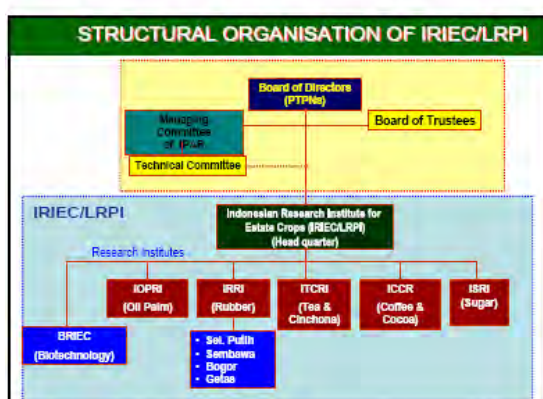 STRUCTURAL ORGANISATION OF IRIEC/LRPI
Board of Directors
(PTPNs)
Managing
Committee
of IPAR
Board of Trustees
Technical Committee
IRIEC/LRPI
Indonesian Research Institute for
Estate Crops (IRIEC/LRPI)
(Head quarter)
Research Institutes
IOPRI
(Oil Palm)
IRRI
(Rubber)
ITCRI
(Tea &
Cinchona)
ICCR
(Coffee &
Cocoa)
ISRI
(Sugar)
BRIEC
(Biotechnology)
• Sei. Putih
• Sembawa
• Bogor
• Getas